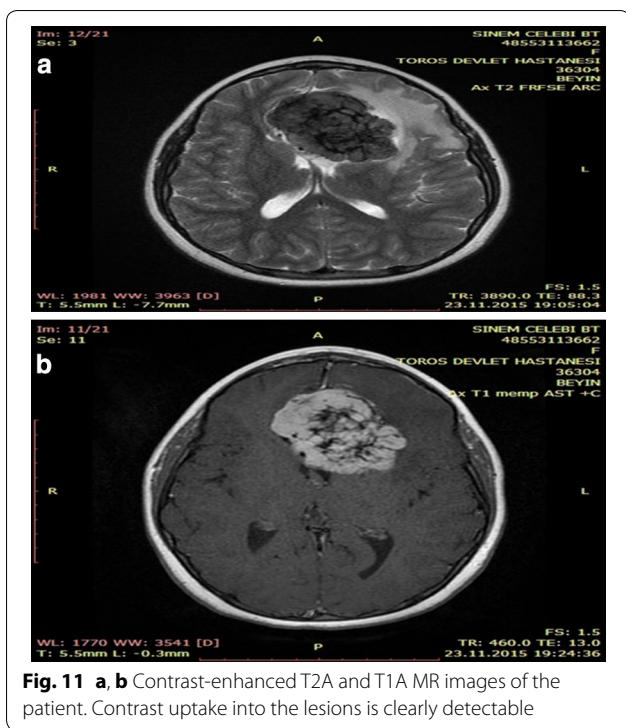 Im: 12/21
Se: 3
a
A
SINEM CELEBI BT
48553113662
F
TOROS DEVLET HASTANESI
36304
BEYIN
Ax T2 FRFSE ARC
R
L
WL: 1981 WW: 3963 [D]
T: 5.5mm L: -7.7mm
P
FS: 1.5
TR: 3890.0 TE: 88.3
23.11.2015 19:05:04
Im: 11/21
Se: 11
b
A
SINEM CELEBI BT
48553113662
F
TOROS DEVLET HASTANESI
36304
BEYIN
Ax T1 memp AST +C
R
L
WL: 1770 WW: 3541 [D]
T: 5.5mm L: -0.3mm
P
FS: 1.5
TR: 460.0 TE: 13.0
23.11.2015 19:24:36
Fig. 11 a, b Contrast-enhanced T2A and T1A MR images of the
patient. Contrast uptake into the lesions is clearly detectable